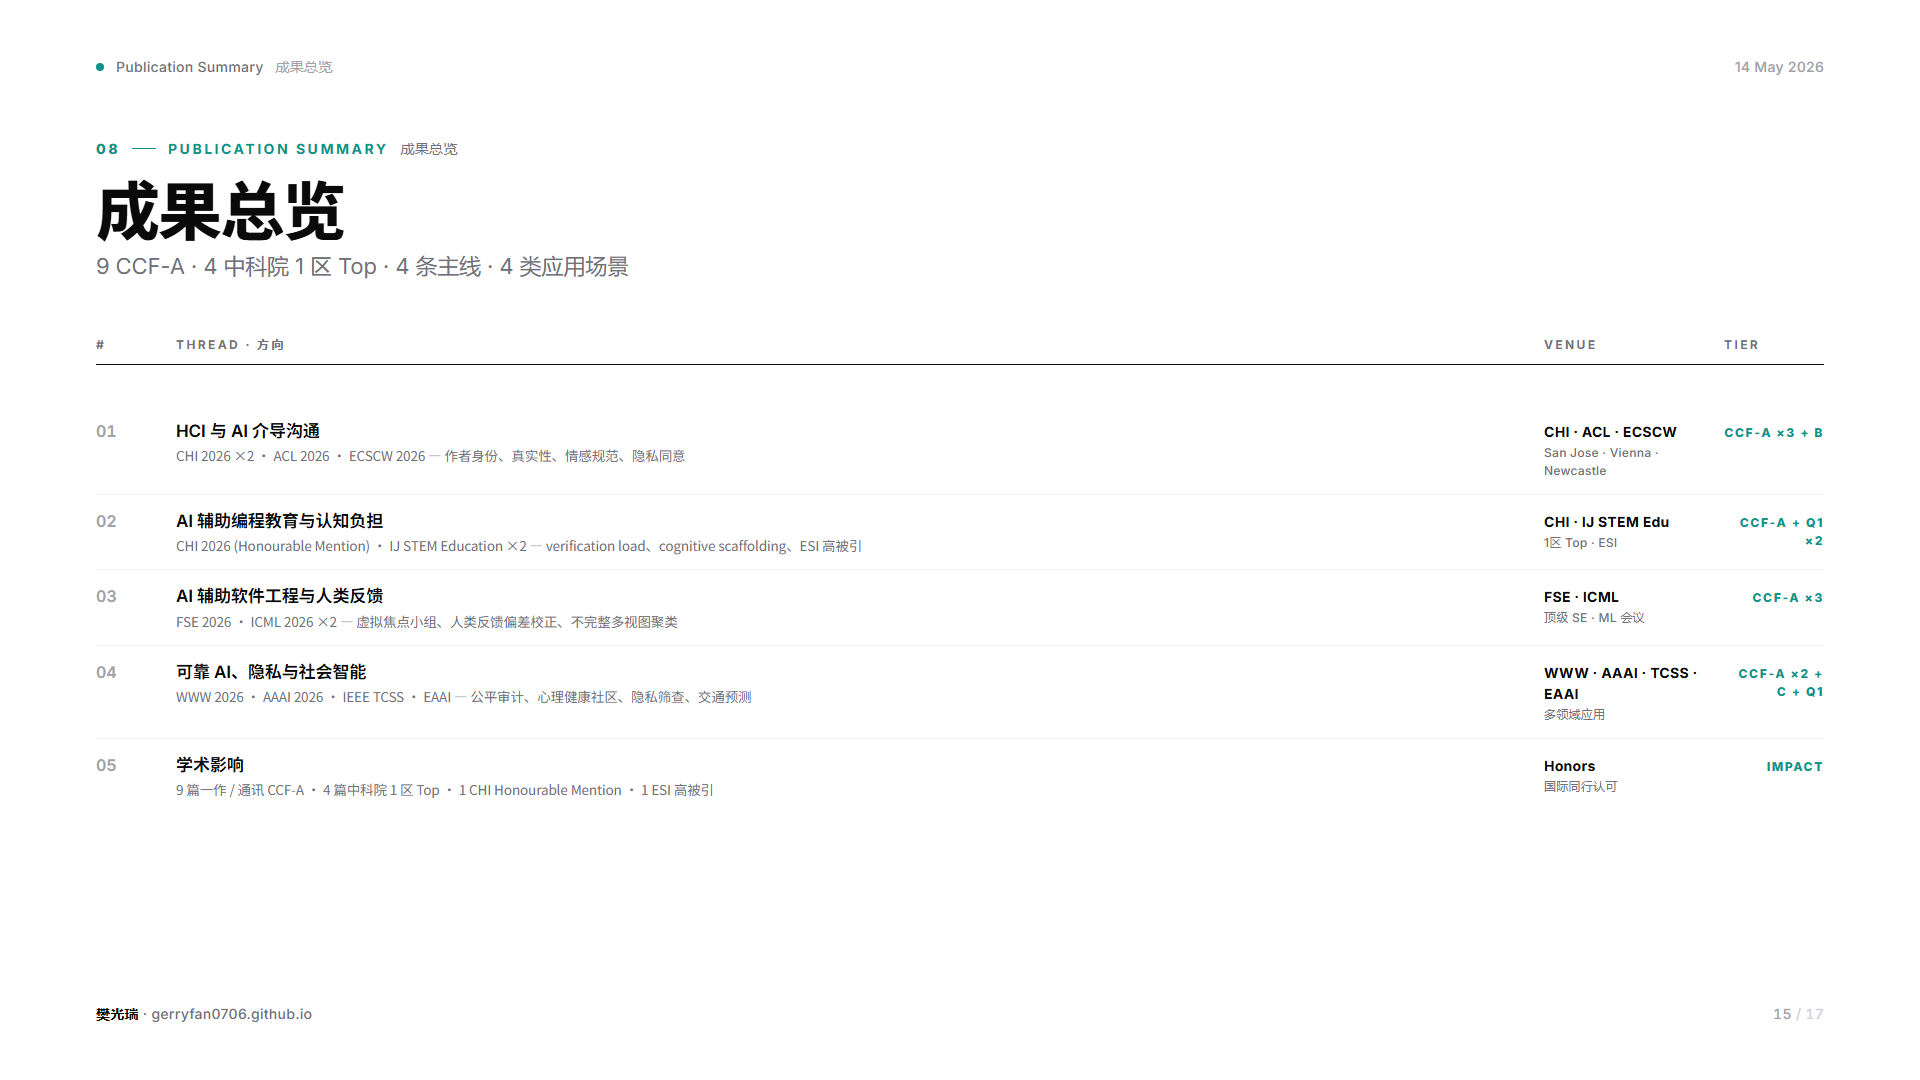 Publication Summary 成果总览
14 May 2026
08 — PUBLICATION SUMMARY 成果总览
成果总览
9 CCF-A · 4 中科院 1 区 Top · 4 条主线 · 4 类应用场景
# THREAD · 方向 VENUE TIER
01
HCI 与 AI 介导沟通
CHI 2026 ×2 • ACL 2026 • ECSCW 2026 — 作者身份、真实性、情感规范、隐私同意
CHI · ACL · ECSCW
San Jose · Vienna ·
Newcastle
CCF-A ×3 + B
02
AI 辅助编程教育与认知负担
CHI 2026 (Honourable Mention) • IJ STEM Education ×2 — verification load、cognitive scaffolding、ESI 高被引
CHI · IJ STEM Edu
1区 Top · ESI
CCF-A + Q1
×2
03
AI 辅助软件工程与人类反馈
FSE 2026 • ICML 2026 ×2 — 虚拟焦点小组、人类反馈偏差校正、不完整多视图聚类
FSE · ICML
顶级 SE · ML 会议
CCF-A ×3
04
可靠 AI、隐私与社会智能
WWW 2026 • AAAI 2026 • IEEE TCSS • EAAI — 公平审计、心理健康社区、隐私筛查、交通预测
WWW · AAAI · TCSS ·
EAAI
多领域应用
CCF-A ×2 +
C + Q1
05
学术影响
9 篇一作 / 通讯 CCF-A • 4 篇中科院 1 区 Top • 1 CHI Honourable Mention • 1 ESI 高被引
Honors
国际同行认可
IMPACT
樊光瑞 · gerryfan0706.github.io
15 / 17